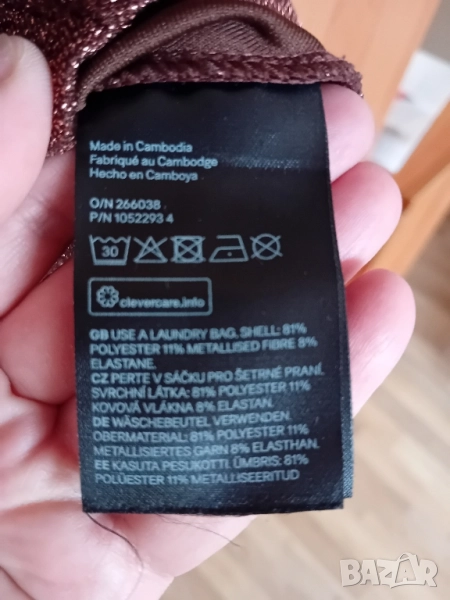 Made in Cambodia
Fabriqué au Cambodge
Hecho en Camboya
O/N 266038
P/N 1052293 4
30
clevercare.info
GB USE A LAUNDRY BAG. SHELL: 81%
POLYESTER 11% METALLISED FIBRE 8%
ELASTANE.
CZ PERTE V SÁČKU PRO ŠETRNÉ PRANÍ.
SVRCHNÍ LÁTKA: 81% POLYESTER 11%
KOVOVÁ VLÁKNA 8% ELASTAN.
DE WÄSCHEBEUTEL VERWENDEN.
OBERMATERIAL: 81% POLYESTER 11%
METALLISIERTES GARN 8% ELASTHAN.
EE KASUTA PESUKOTTI. ÜMBRIS: 81%
POLÜESTER 11% METALLISEERITUD
BAZAR.bg